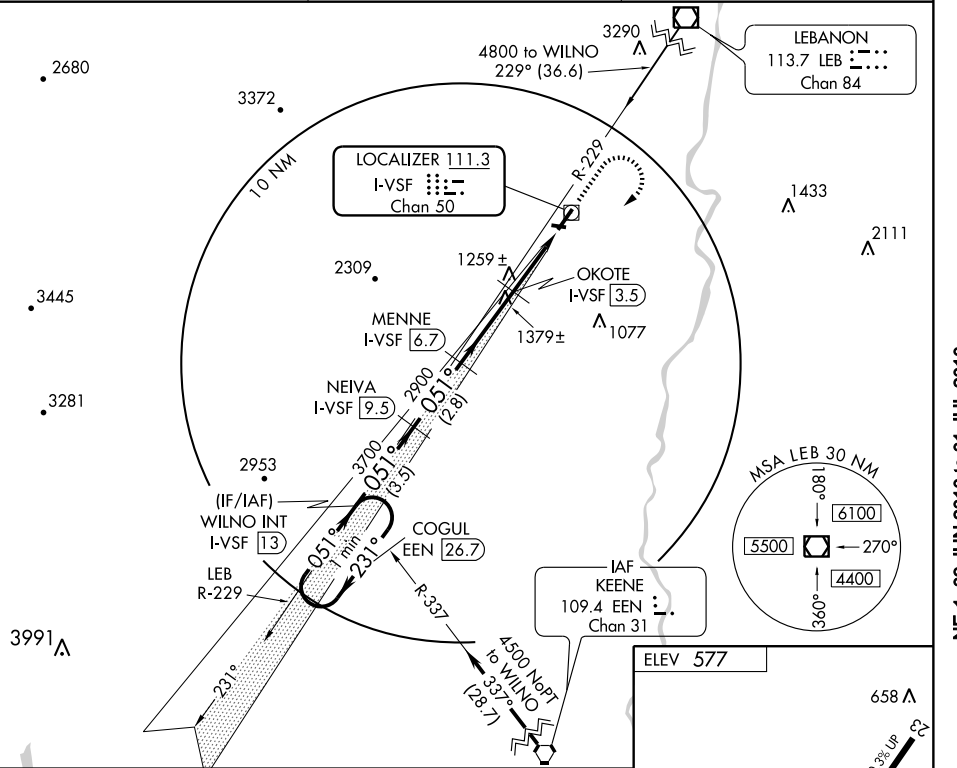 3290
4800 to WILNO
229° (36.6)
LEBANON
113.7 LEB
Chan 84
2680
3372
10 NM
LOCALIZER 111.3
I-VSF
Chan 50
R-229
1433
2111
2309
1259±
OKOTE
I-VSF 3.5
3445
MENNE
I-VSF 6.7
1379±
1077
2900
051°
(2.8)
NEIVA
I-VSF 9.5
3281
3700
051°
(3.5)
2953
(IF/IAF)
WILNO INT
I-VSF 13
051°
1 min
231°
COGUL
EEN 26.7
LEB
R-229
R-337
MSA LEB 30 NM
180°
6100
5500
270°
4400
360°
IAF
KEENE
109.4 EEN
Chan 31
3991
231°
4500 NoPT
to WILNO
337°
(28.7)
ELEV 577
658
23
0.3% UP